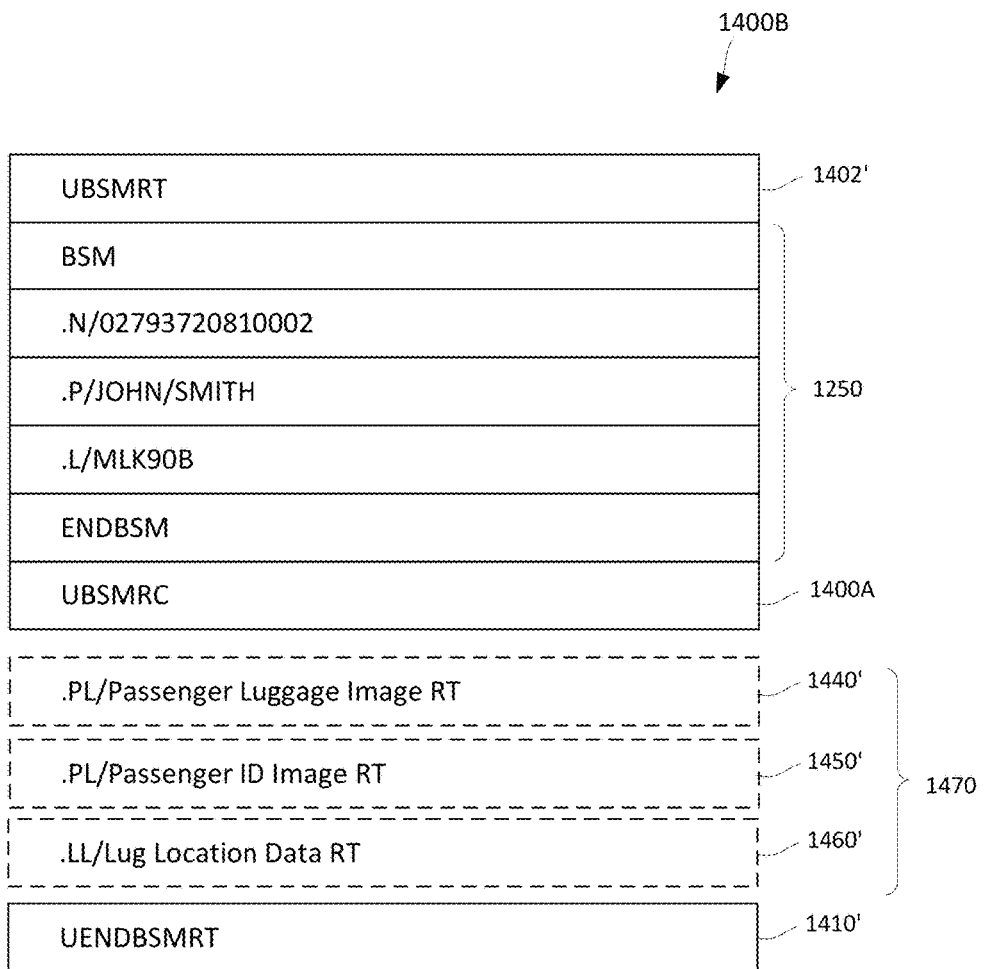 1400B
UBSMRT
1402'
BSM
.N/02793720810002
.P/JOHN/SMITH
1250
.L/MLK90B
ENDBSM
UBSMRC
1400A
.PL/Passenger Luggage Image RT
1440'
.PL/Passenger ID Image RT
1450'
1470
.LL/Lug Location Data RT
1460'
UENDBSMRT
1410'